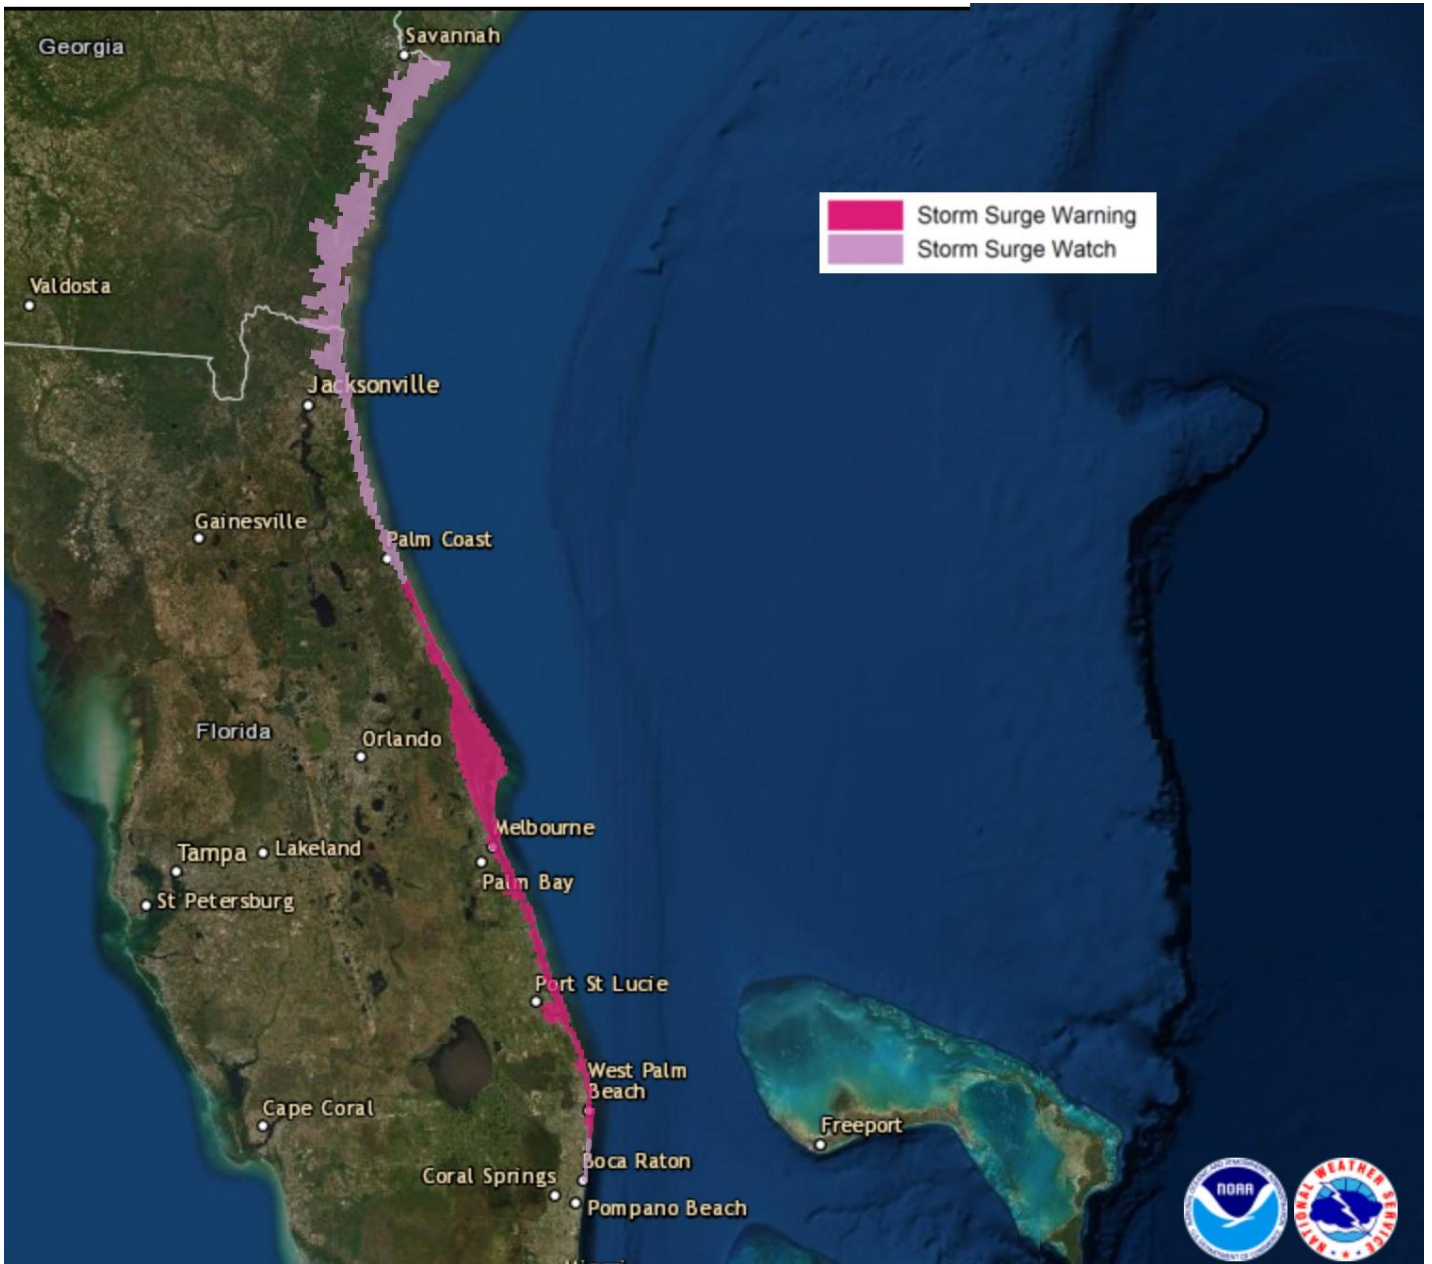 Savannah
Georgia
Storm Surge Warning
Storm Surge Watch
Valdosta
Jacksonville
Gainesville
Palm Coast
Florida
Orlando
Melbourne
Tampa
Lakeland
Palm Bay
St Petersburg
Port St Lucie
West Palm
Beach
Cape Coral
Freeport
Boca Raton
Coral Springs
Pompano Beach
NOAA
NATIONAL WEATHER SERVICE